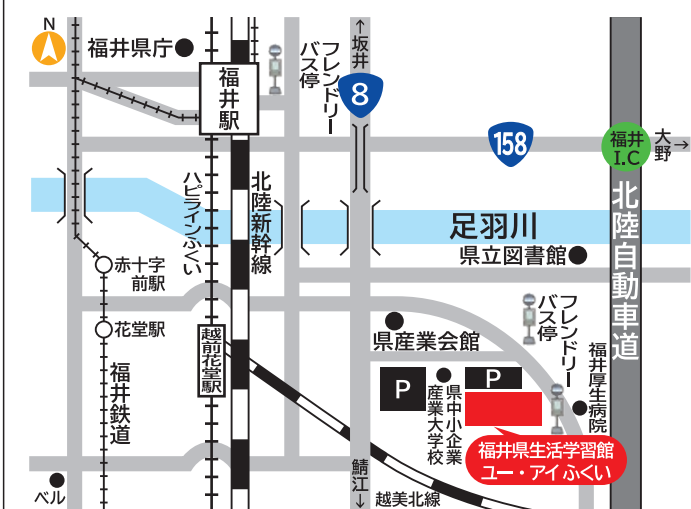 N
福井県庁
福井駅
フレンドリー
バス停
↑坂井
8
158
福井
I.C
大野→
北陸自動車道
ハピラインふくい
北陸新幹線
足羽川
県立図書館
赤十字
前駅
花堂駅
福井鉄道
越前花堂駅
県産業会館
フレンドリー
バス停
福井厚生病院
P
P
県中小企業
産業大学校
福井県生活学習館
ユー・アイふくい
ベル
鯖江↓
越美北線